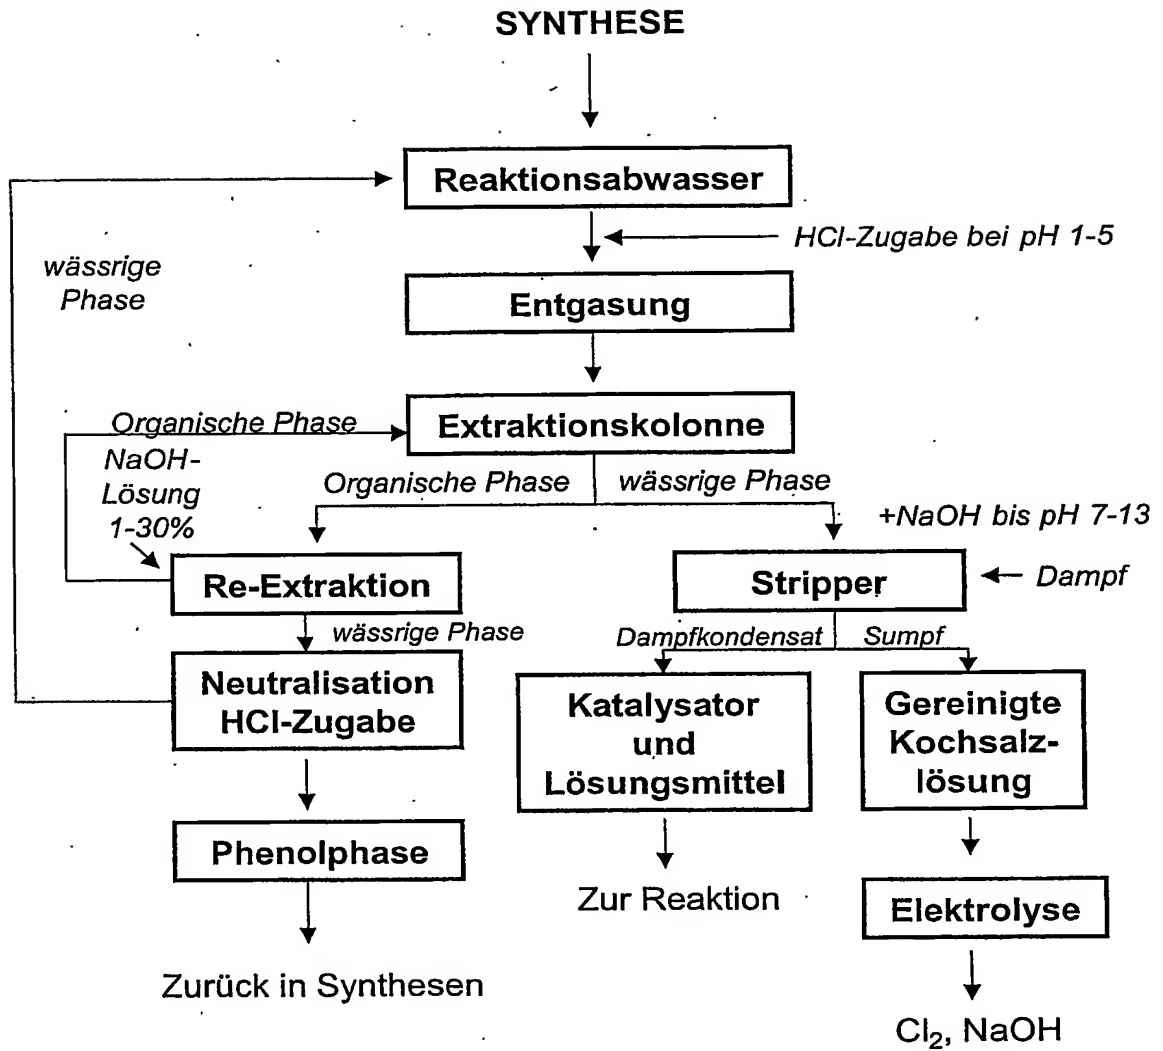 SYNTHESE
Reaktionsabwasser
HCl-Zugabe bei pH 1-5
wässrige
Phase
Entgasung
Organische Phase
Extraktionskolonne
NaOH-
Lösung
1-30%
Organische Phase
wässrige Phase
+NaOH bis pH 7-13
Re-Extraktion
Stripper
Dampf
wässrige Phase
Dampfkondensat
Sumpf
Neutralisation
HCl-Zugabe
Katalysator
und
Lösungsmittel
Gereinigte
Kochsalz-
lösung
Phenolphase
Zur Reaktion
Elektrolyse
Zurück in Synthesen
Cl₂, NaOH